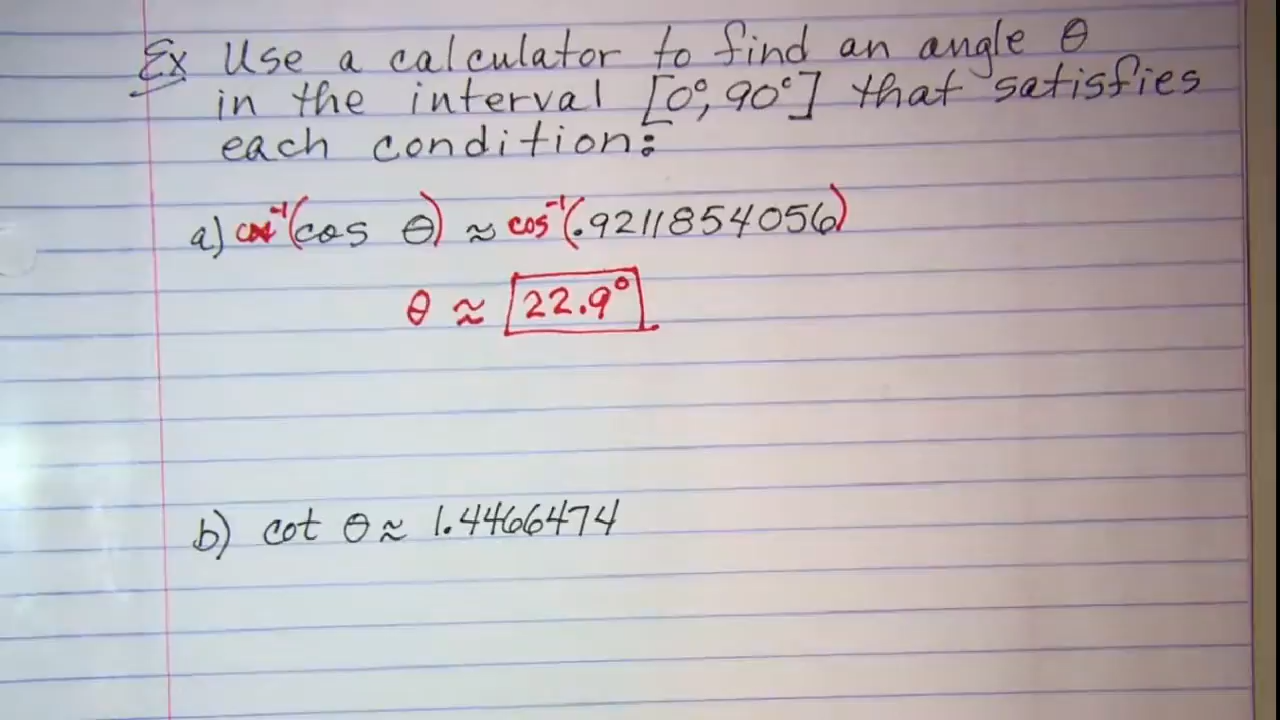 Ex Use a calculator to find an angle θ
in the interval [0°, 90°] that satisfies
each condition:
a) cos⁻¹(cos θ) ≈ cos⁻¹(.9211854056)
θ ≈ 22.9°
b) cot θ ≈ 1.4466474